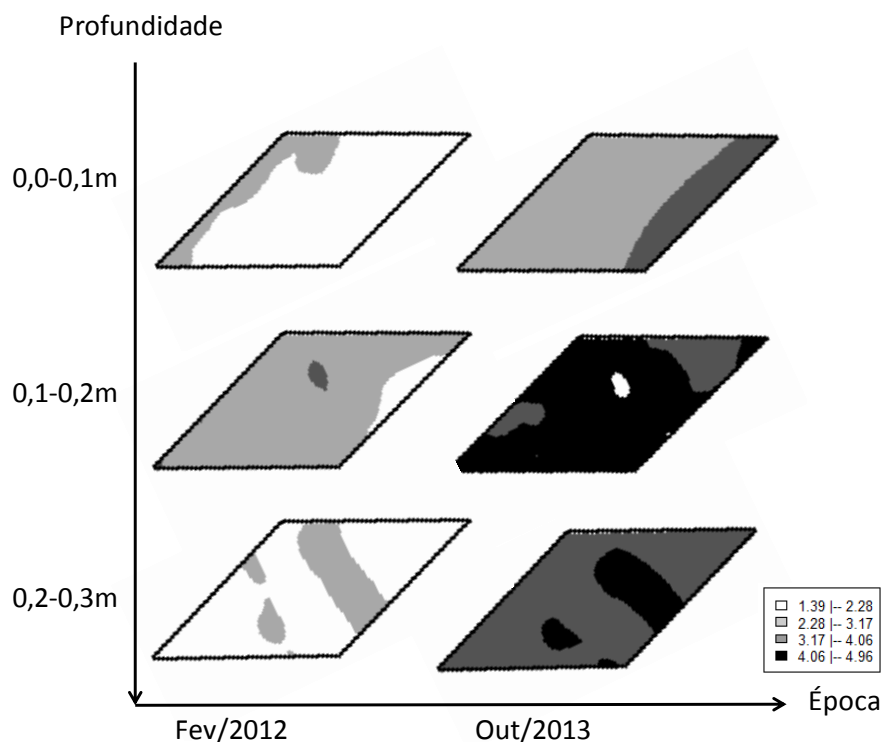 Profundidade
0,0-0,1m
0,1-0,2m
0,2-0,3m
1.39 |-- 2.28
2.28 |-- 3.17
3.17 |-- 4.06
4.06 |-- 4.96
Época
Fev/2012 Out/2013